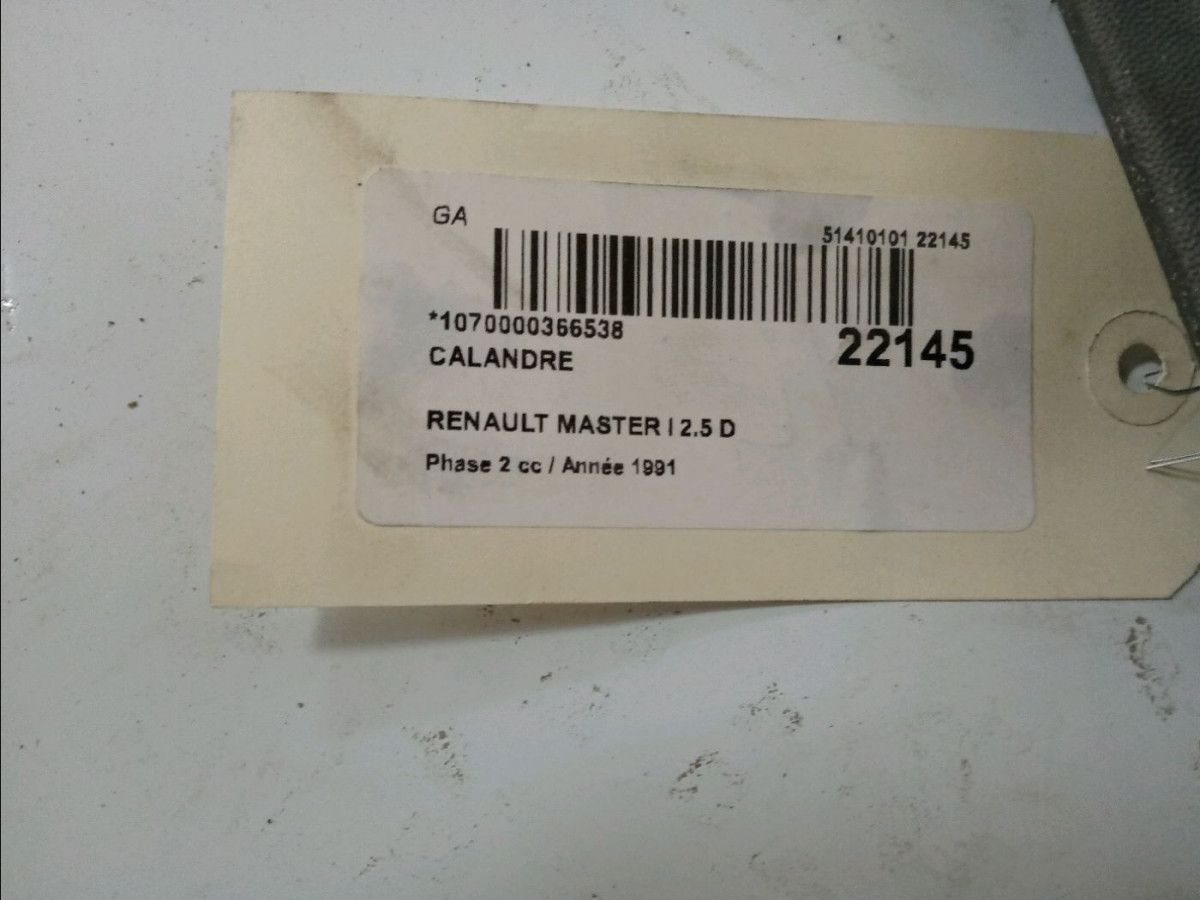 GA
51410101 22145
*1070000366538
22145
CALANDRE
RENAULT MASTER I 2.5 D
Phase 2 cc / Année 1991